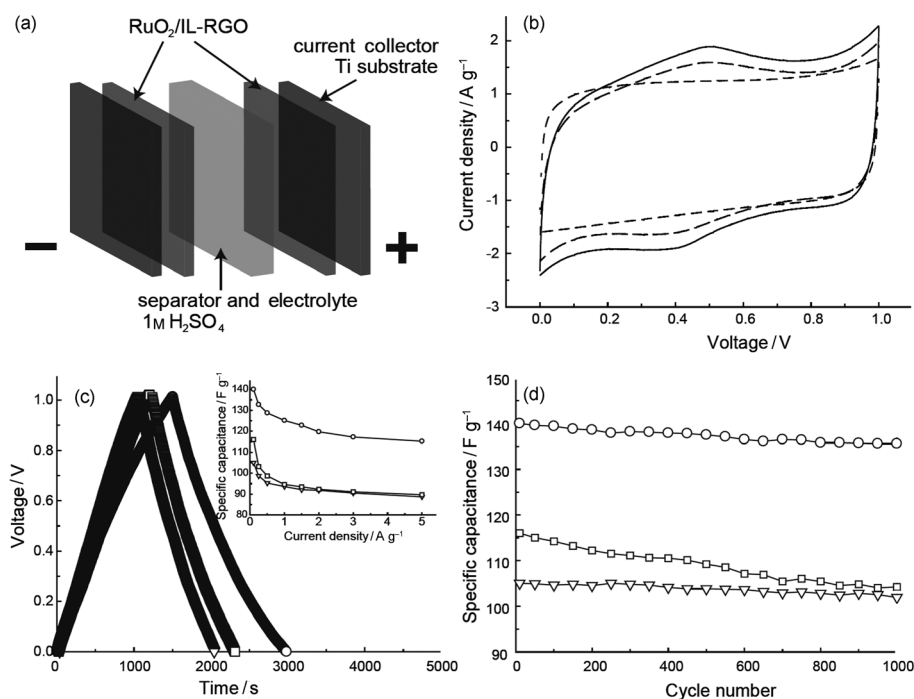 (a)
RuO₂/IL-RGO
current collector
Ti substrate
− +
separator and electrolyte
1M H₂SO₄
(b)
Current density / A g⁻¹
2
1
0
-1
-2
-3
0.0 0.2 0.4 0.6 0.8 1.0
Voltage / V
(c)
Voltage / V
1.0
0.8
0.6
0.4
0.2
0.0
0 1000 2000 3000 4000 5000
Time / s
Specific capacitance / F g⁻¹
140
130
120
110
100
90
80
0 1 2 3 4 5
Current density / A g⁻¹
(d)
Specific capacitance / F g⁻¹
150
140
130
120
110
100
90
0 200 400 600 800 1000
Cycle number